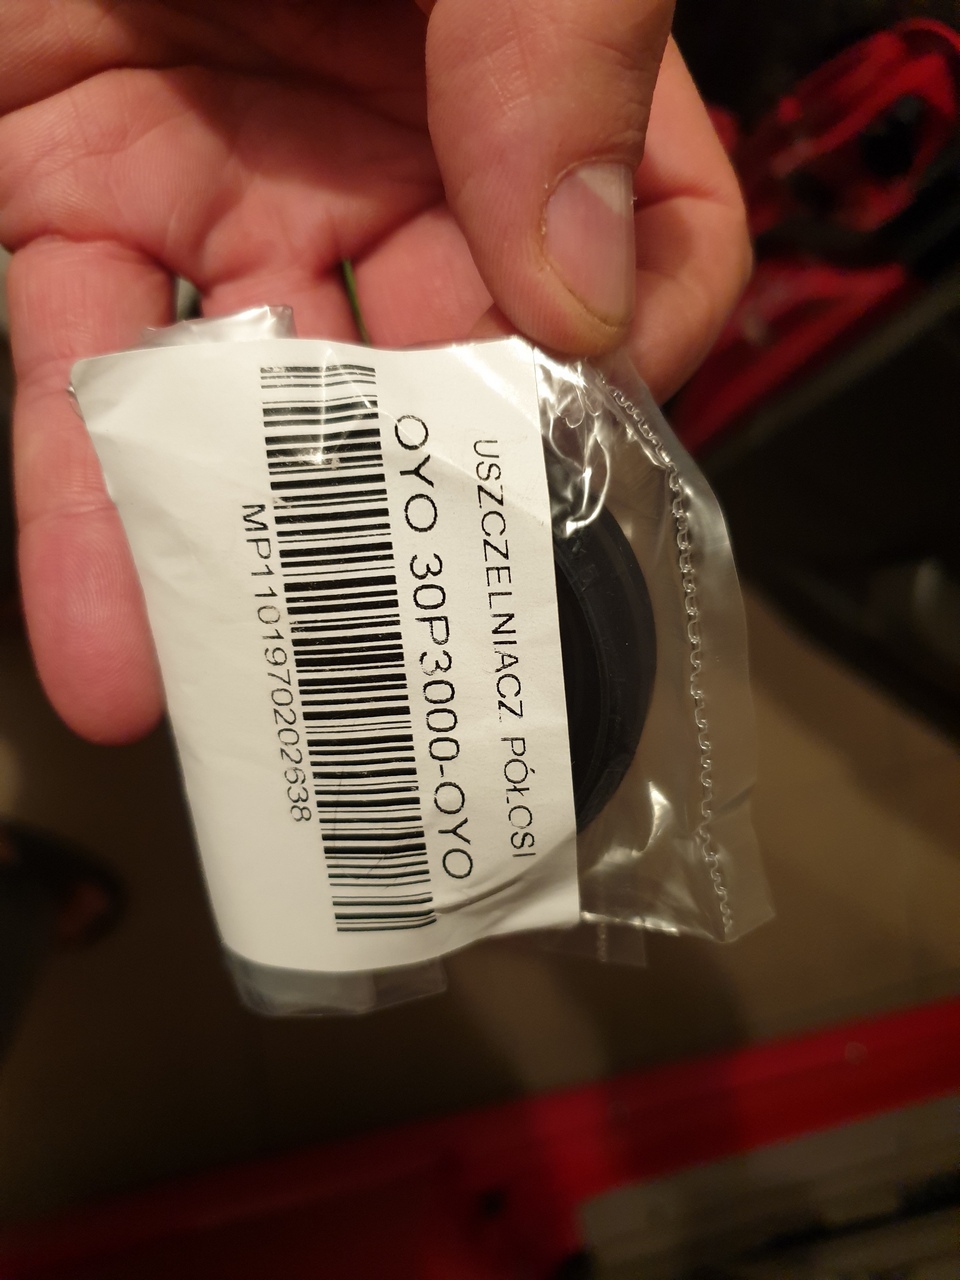 USZCZELNIACZ PÓŁOSI
OYO 30P3000-OYO
MP1101970202638